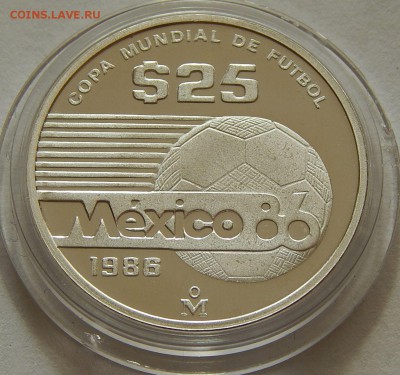 COINS.LAVE.RU
COPA MUNDIAL DE FUTBOL
$25
México 86
1986
o
M